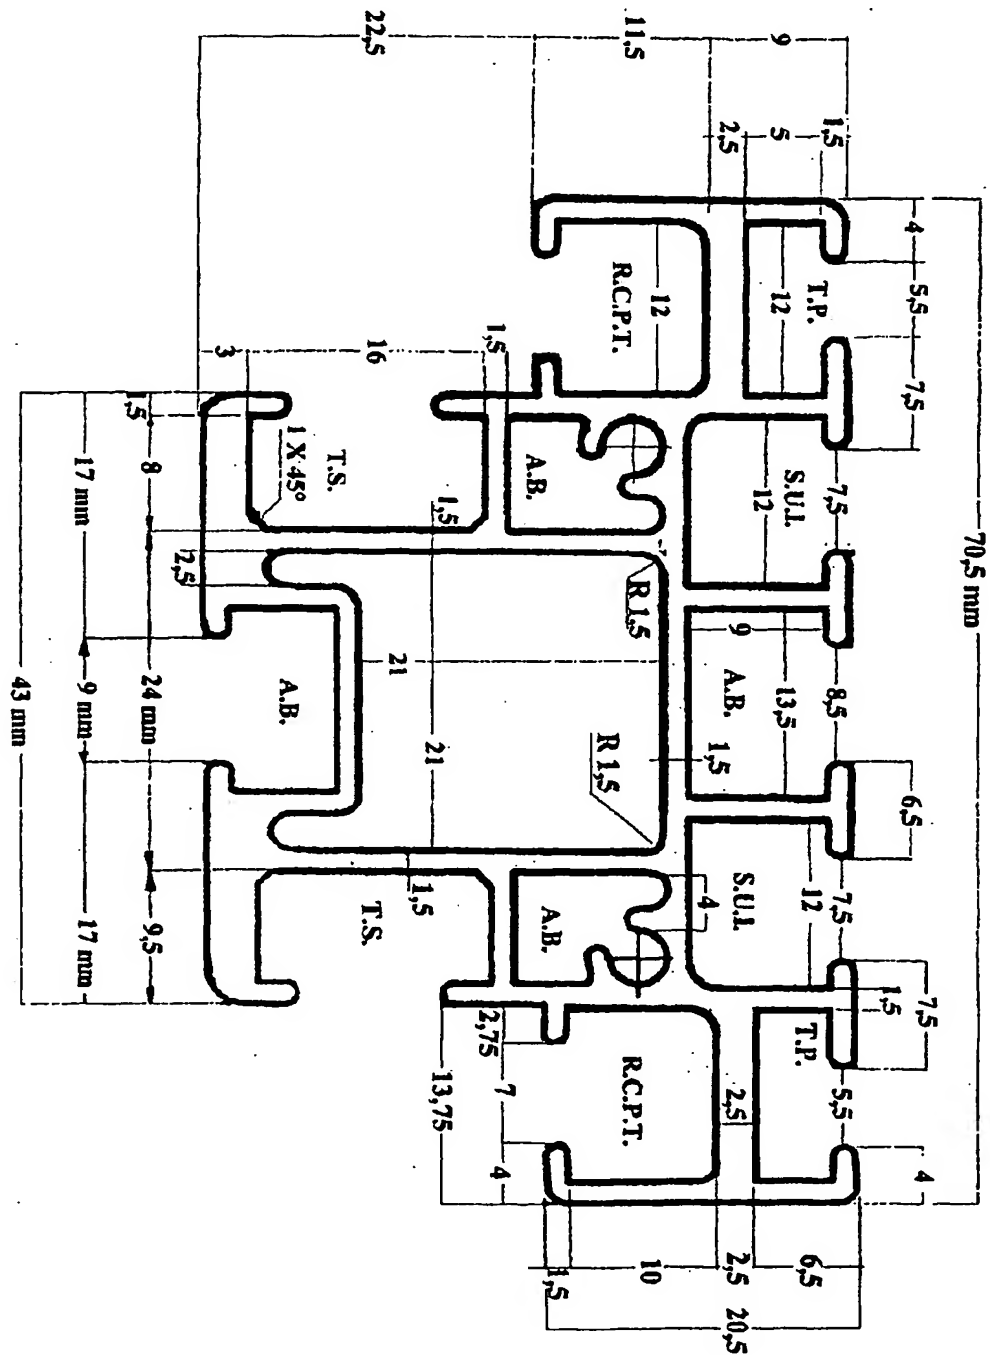 70,5 mm
4
5,5
7,5
6,5
7,5
4
1,5
1,5
7,5
8,5
7,5
5,5
T.P.
12
T.P.
6,5
9
5
12
S.U.I.
13,5
12
2,5
9
A.B.
S.U.I.
2,5
2,5
20,5
1,5
4
12
11,5
R.C.P.T.
R 1,5
R.C.P.T.
10
R 1,5
1,5
A.B.
A.B.
1,5
2,75
7
4
1,5
21
13,75
1,5
22,5
16
21
T.S.
T.S.
1 X 45°
A.B.
3
2,5
1,5
8
24 mm
9,5
17 mm
9 mm
17 mm
43 mm